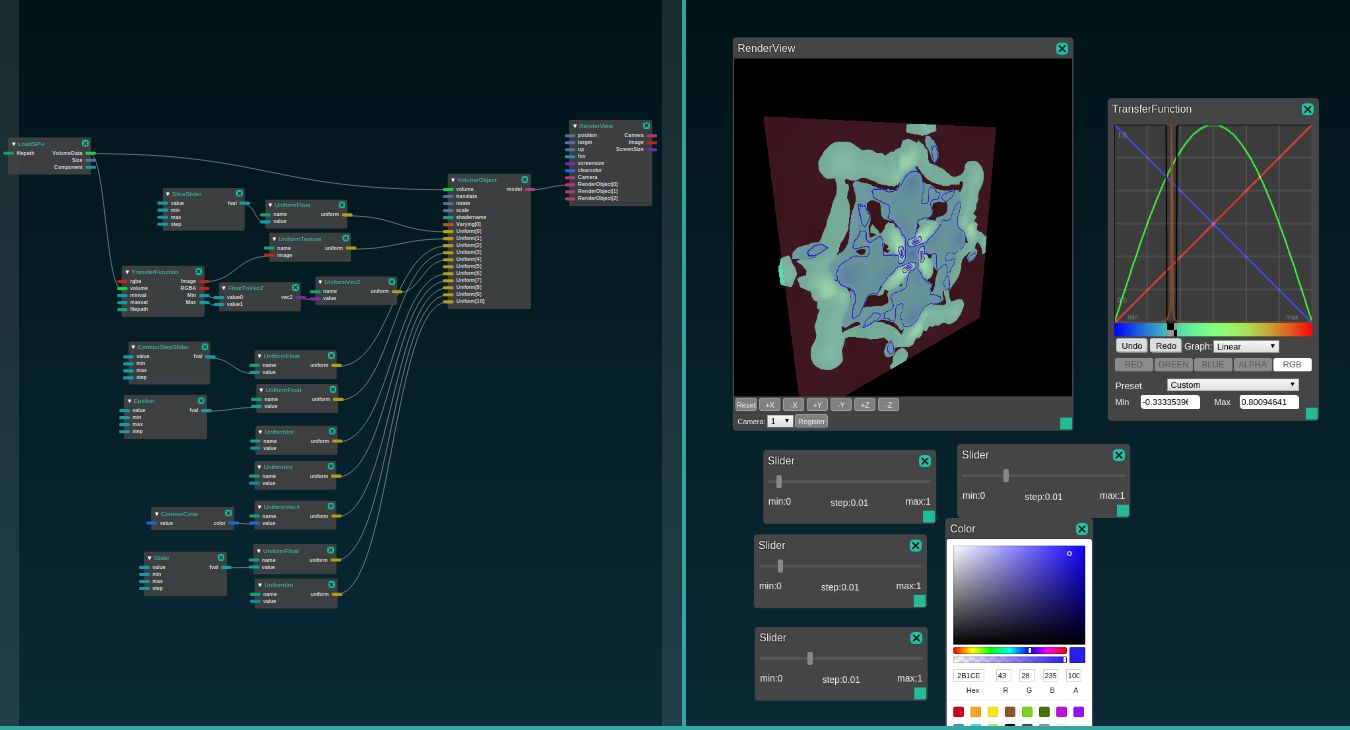 LoadSPH
filepath VolumeData
Size
Component
SliceSlider
value fval
min
max
step
UniformFloat
name uniform
value
UniformTexture
name uniform
image
TransferFunction
rgba Image
volume RGBA
minval Min
maxval Max
filepath
FloatToVec2
value0 vec2
value1
UniformVec2
name uniform
value
VolumeObject
volume model
translate
rotate
scale
shadername
Varying[0]
Uniform[0]
Uniform[1]
Uniform[2]
Uniform[3]
Uniform[4]
Uniform[5]
Uniform[6]
Uniform[7]
Uniform[8]
Uniform[9]
Uniform[10]
RenderView
position Camera
target Image
up ScreenSize
fov
screensize
clearcolor
Camera
RenderObject[0]
RenderObject[1]
RenderObject[2]
ContourStepSlider
value fval
min
max
step
UniformFloat
name uniform
value
Epsilon
value fval
min
max
step
UniformFloat
name uniform
value
UniformInt
name uniform
value
UniformInt
name uniform
value
ContourColor
value color
UniformVec4
name uniform
value
Slider
value fval
min
max
step
UniformFloat
name uniform
value
UniformInt
name uniform
value
RenderView
Reset +X -X +Y -Y +Z -Z
Camera: 1 Register
TransferFunction
1.0
0.0
min max
Undo Redo Graph: Linear
RED GREEN BLUE ALPHA RGB
Preset Custom
Min -0.3333539 Max 0.80094641
Slider
min:0 step:0.01 max:1
Slider
min:0 step:0.01 max:1
Slider
min:0 step:0.01 max:1
Slider
min:0 step:0.01 max:1
Color
2B1CE 43 28 235 100
Hex R G B A